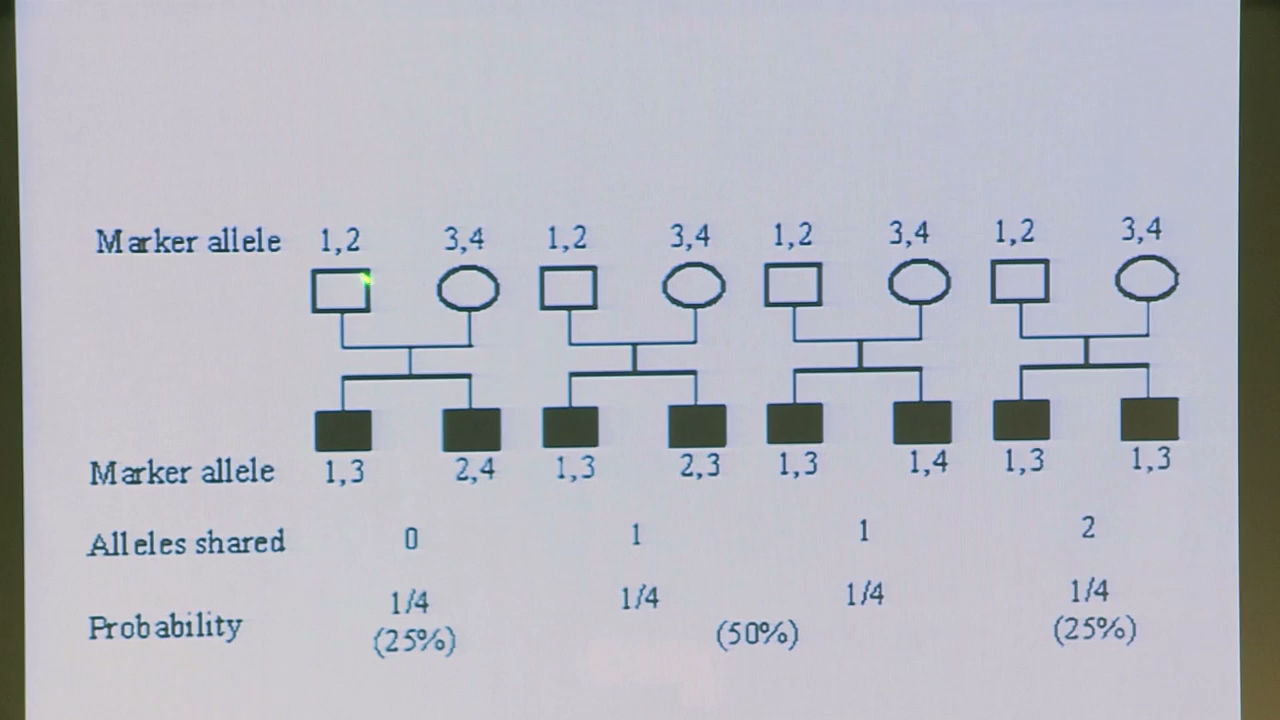 Marker allele 1,2 3,4 1,2 3,4 1,2 3,4 1,2 3,4
Marker allele 1,3 2,4 1,3 2,3 1,3 1,4 1,3 1,3
Alleles shared 0 1 1 2
Probability 1/4 1/4 1/4 1/4
(25%) (50%) (25%)